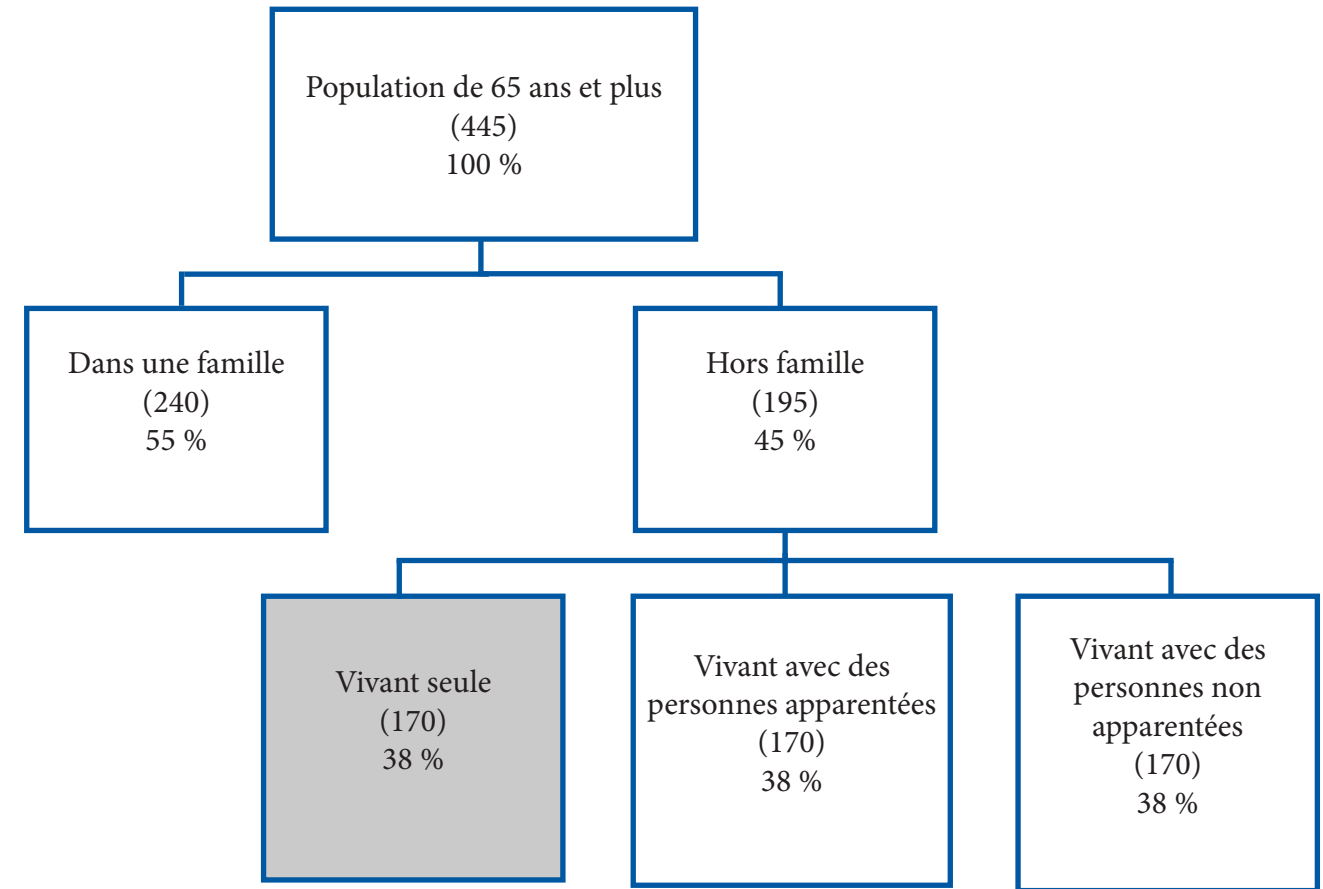 Population de 65 ans et plus
(445)
100 %
Dans une famille
(240)
55 %
Hors famille
(195)
45 %
Vivant seule
(170)
38 %
Vivant avec des
personnes apparentées
(170)
38 %
Vivant avec des
personnes non
apparentées
(170)
38 %